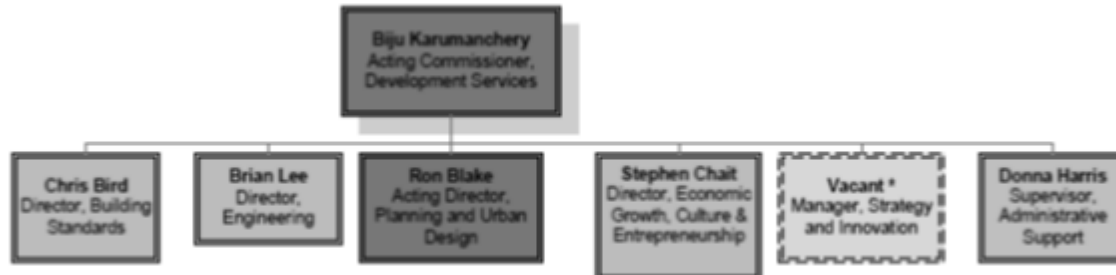 Biju Karumanchery
Acting Commissioner,
Development Services
Chris Bird
Director, Building
Standards
Brian Lee
Director,
Engineering
Ron Blake
Acting Director,
Planning and Urban
Design
Stephen Chait
Director, Economic
Growth, Culture &
Entrepreneurship
Vacant *
Manager, Strategy
and Innovation
Donna Harris
Supervisor,
Administrative
Support